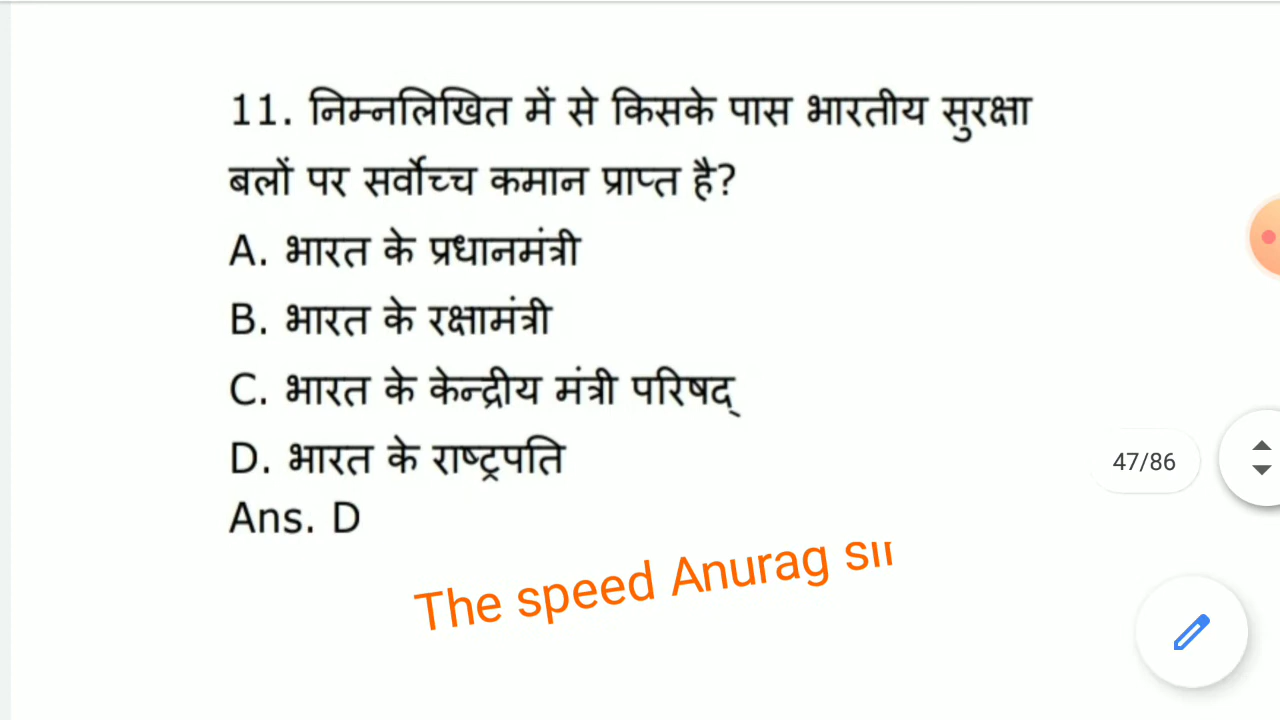 11. निम्नलिखित में से किसके पास भारतीय सुरक्षा
बलों पर सर्वोच्च कमान प्राप्त है?
A. भारत के प्रधानमंत्री
B. भारत के रक्षामंत्री
C. भारत के केन्द्रीय मंत्री परिषद्
D. भारत के राष्ट्रपति
47/86
Ans. D
The speed Anurag